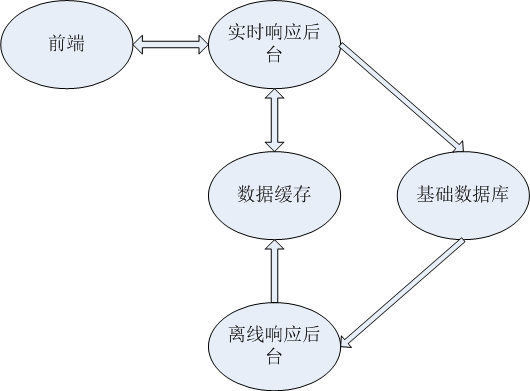 前端
实时响应后
台
数据缓存
基础数据库
离线响应后
台